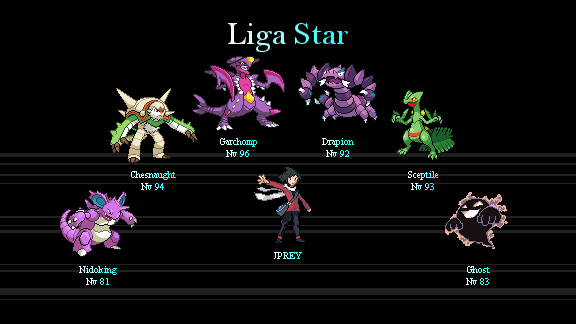 Liga Star
Garchomp
Nv 96
Drapion
Nv 92
Chesnaught
Nv 94
Sceptile
Nv 93
JPREY
Nidoking
Nv 81
Ghost
Nv 83